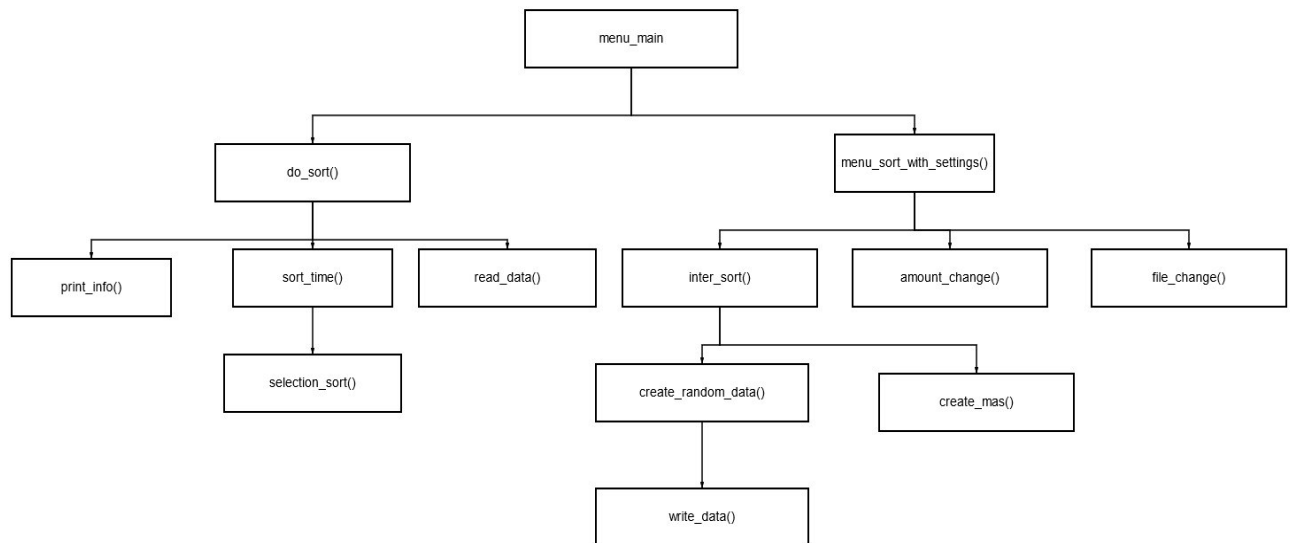 menu_main
do_sort()
menu_sort_with_settings()
print_info()
sort_time()
read_data()
inter_sort()
amount_change()
file_change()
selection_sort()
create_random_data()
create_mas()
write_data()